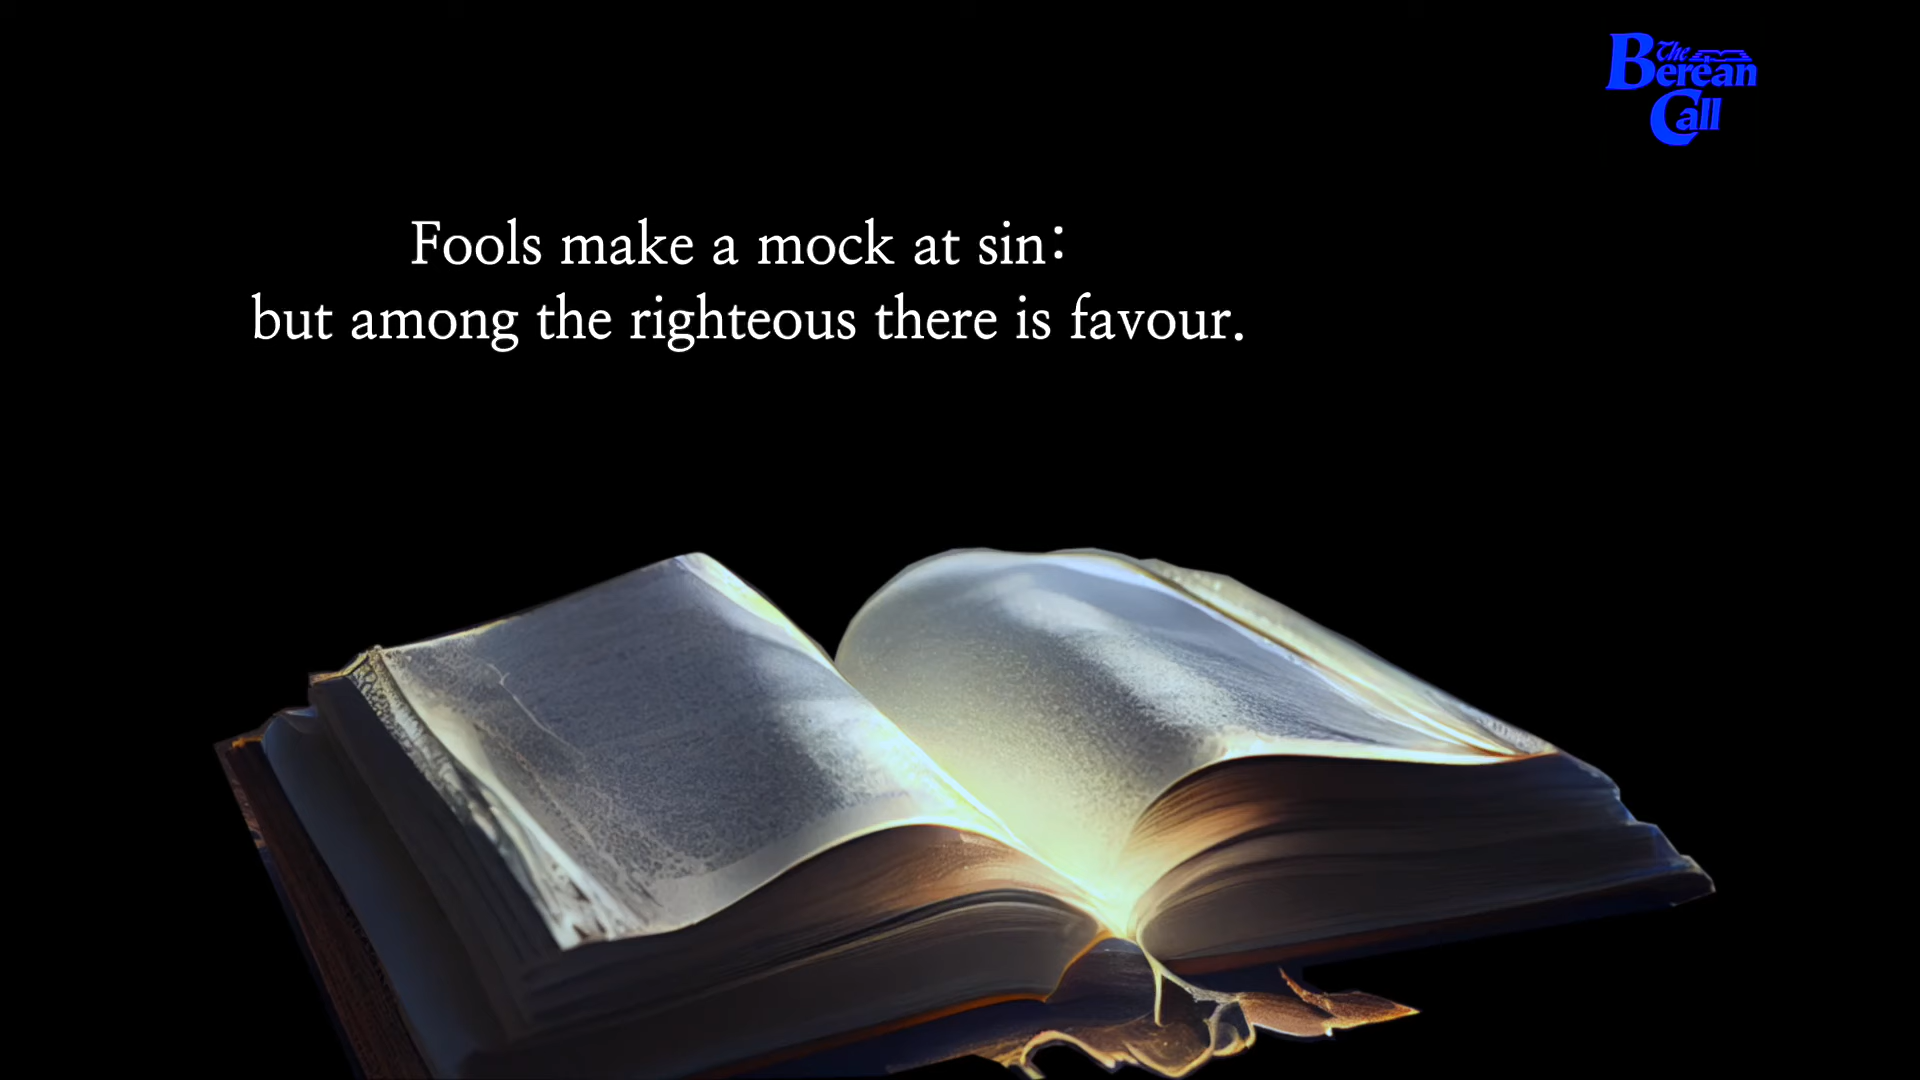 The
Berean
Call
Fools make a mock at sin:
but among the righteous there is favour.